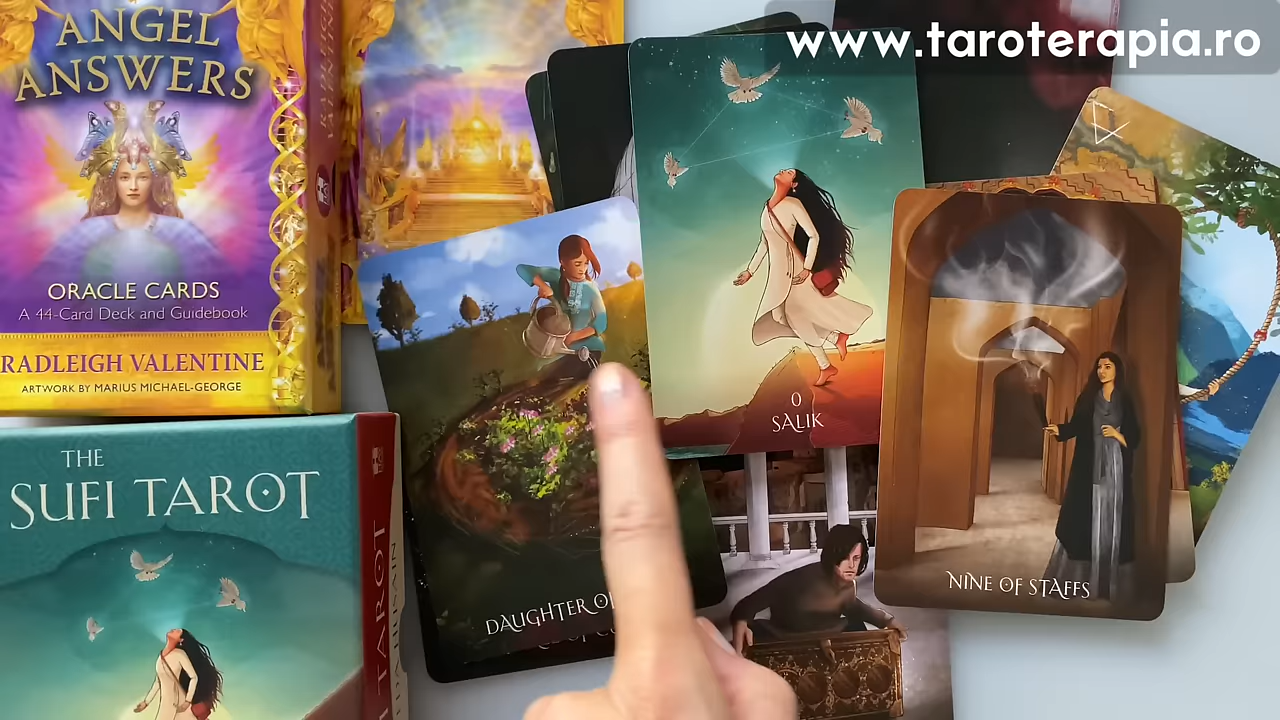 www.taroterapia.ro
ANGEL
ANSWERS
ORACLE CARDS
A 44-Card Deck and Guidebook
RADLEIGH VALENTINE
ARTWORK BY MARIUS MICHAEL-GEORGE
THE
SUFI TAROT
0
SALIK
NINE OF STAFFS
DAUGHTER OF
TAROT